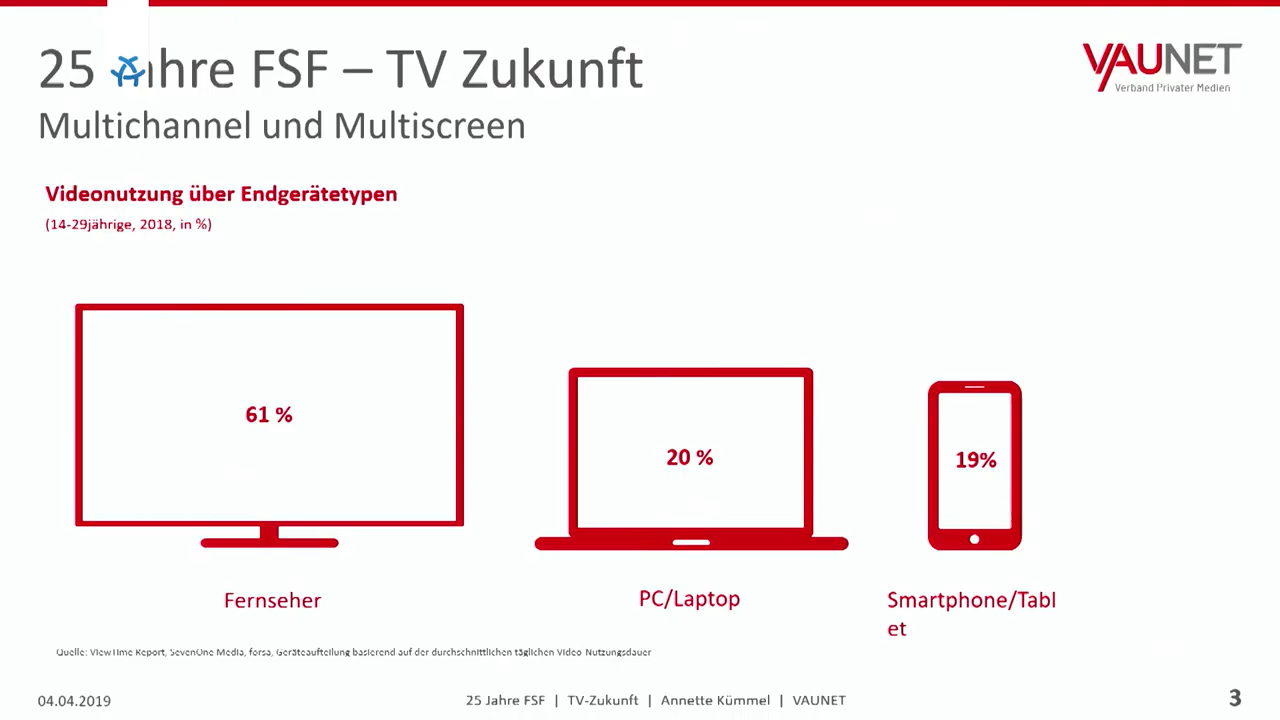 25 Jahre FSF – TV Zukunft
VAUNET
Verband Privater Medien
Multichannel und Multiscreen
Videonutzung über Endgerätetypen
(14-29jährige, 2018, in %)
61 %
20 %
19%
Fernseher
PC/Laptop
Smartphone/Tabl
et
Quelle: ViewTime Report, SevenOne Media, forsa, Geräteaufteilung basierend auf der durchschnittlichen täglichen Video-Nutzungsdauer
04.04.2019
25 Jahre FSF | TV-Zukunft | Annette Kümmel | VAUNET
3